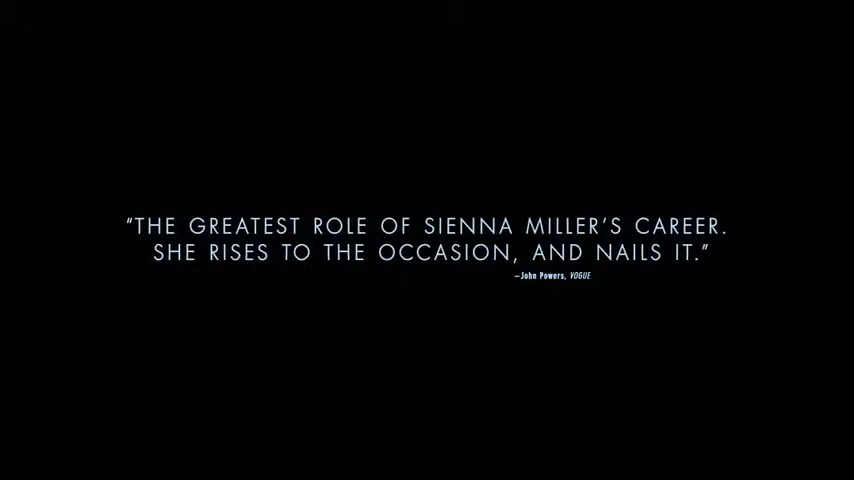 “THE GREATEST ROLE OF SIENNA MILLER’S CAREER.
SHE RISES TO THE OCCASION, AND NAILS IT.”
–John Powers, VOGUE